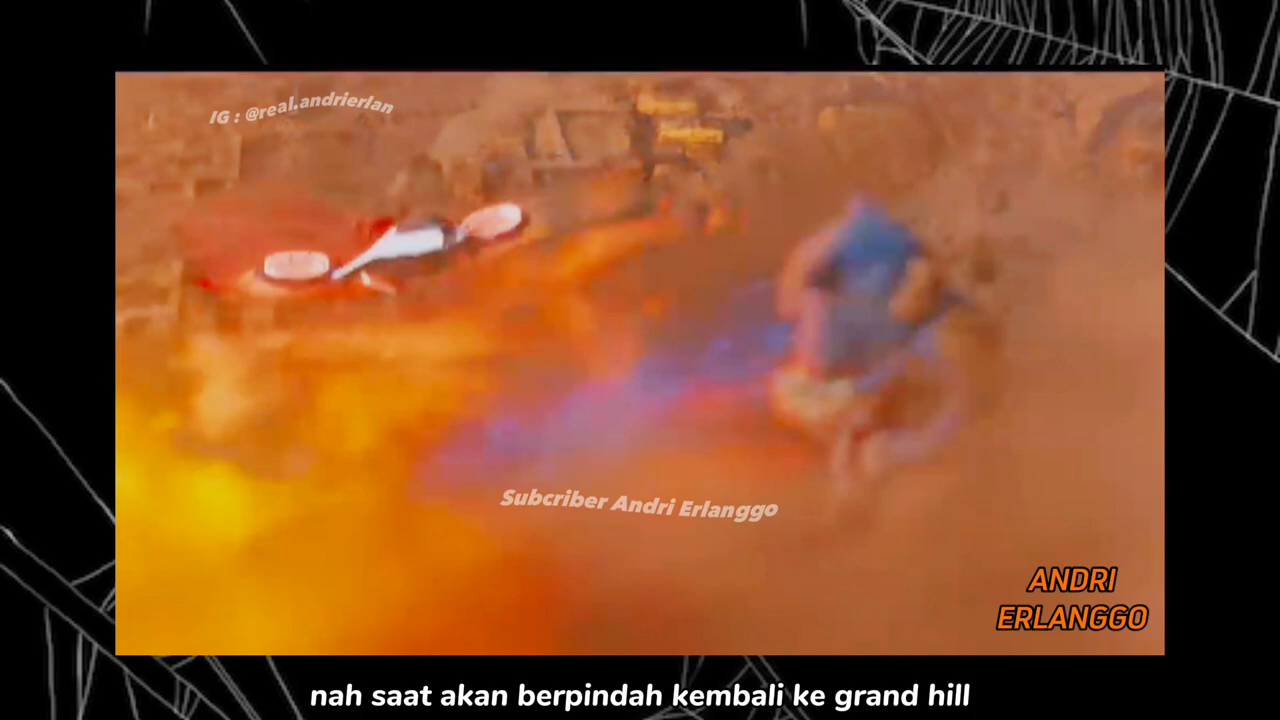 IG : @real.andrierlan
Subcriber Andri Erlanggo
ANDRI
ERLANGGO
nah saat akan berpindah kembali ke grand hill